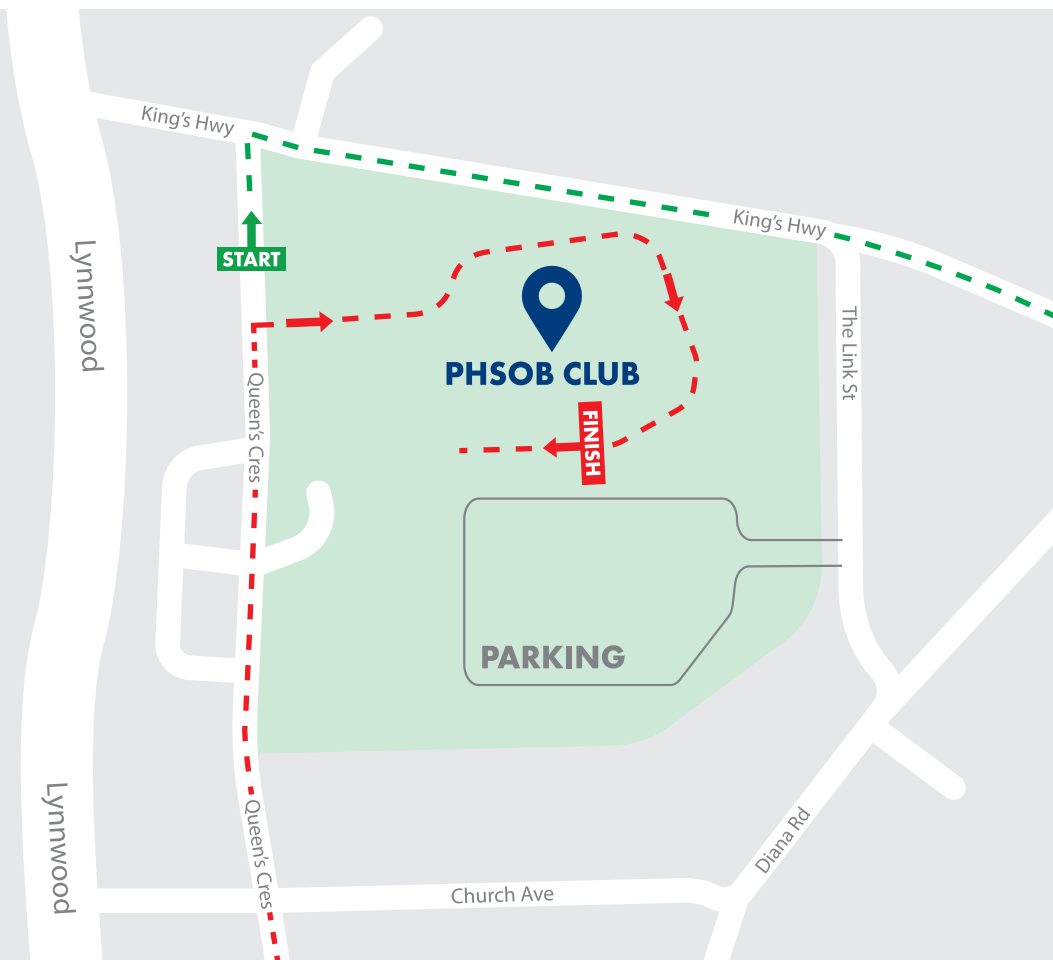 King's Hwy
King's Hwy
START
Lynnwood
The Link St
PHSOB CLUB
Queen's Cres
FINISH
PARKING
Lynnwood
Queen's Cres
Diana Rd
Church Ave